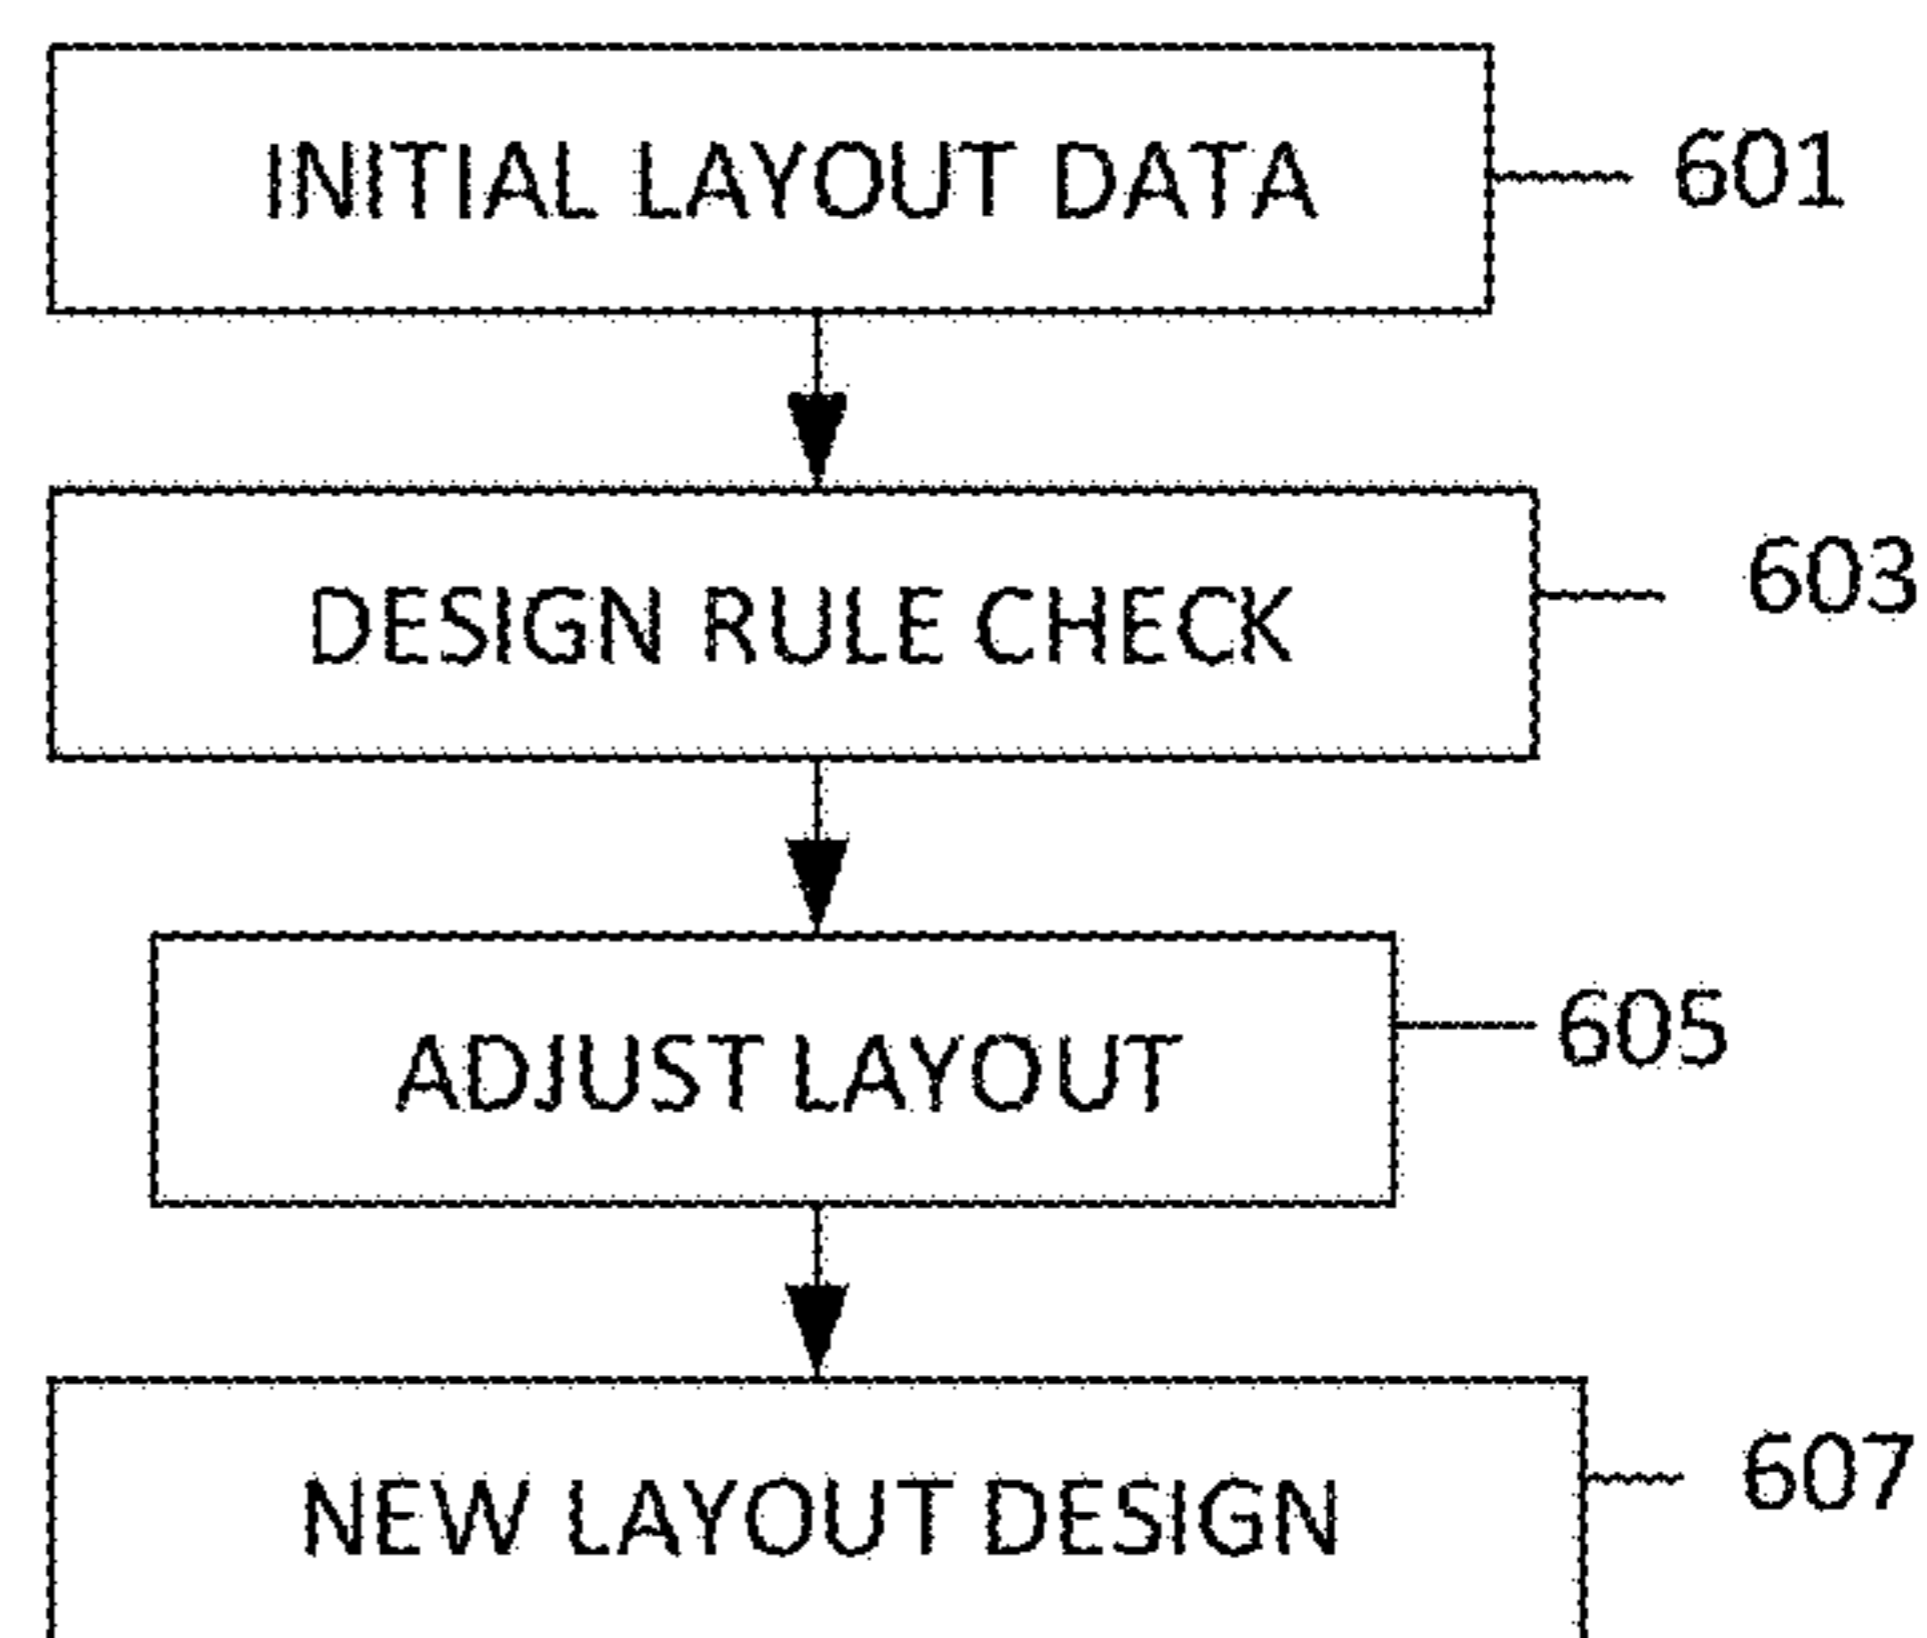 INITIAL LAYOUT DATA
601
DESIGN RULE CHECK
603
ADJUST LAYOUT
605
NEW LAYOUT DESIGN
607